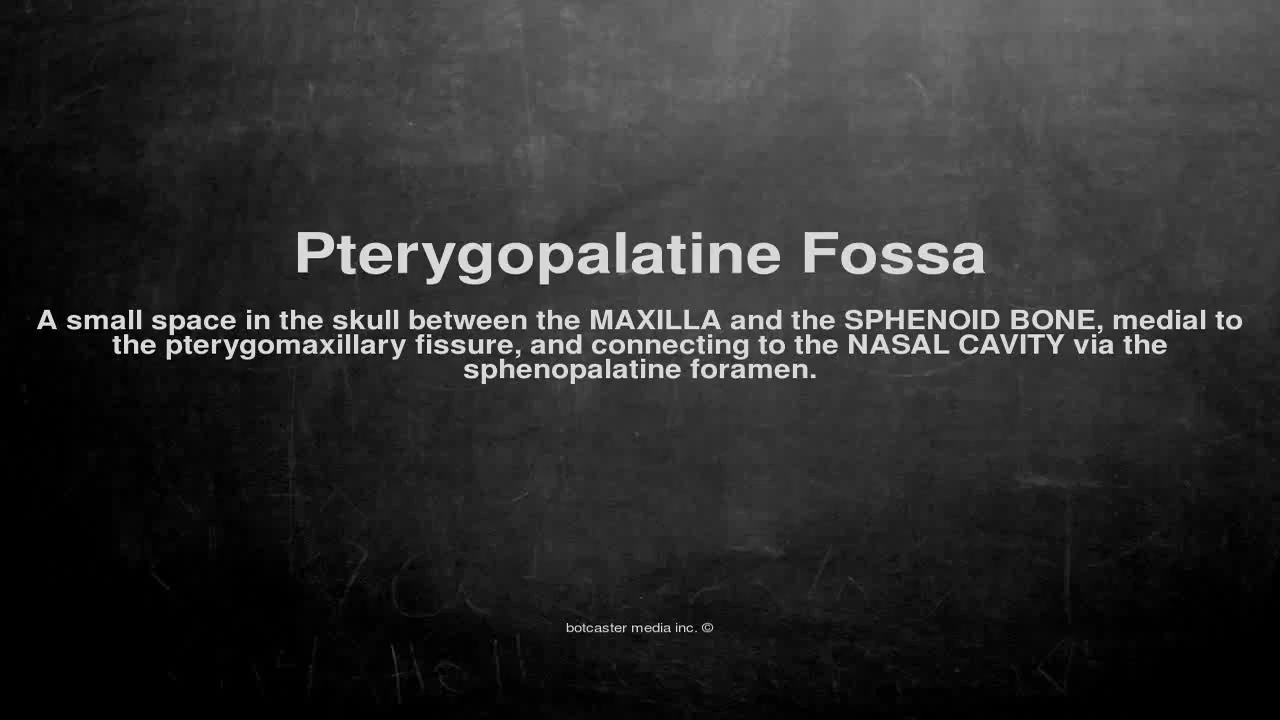 Pterygopalatine Fossa
A small space in the skull between the MAXILLA and the SPHENOID BONE, medial to
the pterygomaxillary fissure, and connecting to the NASAL CAVITY via the
sphenopalatine foramen.
botcaster media inc. ©